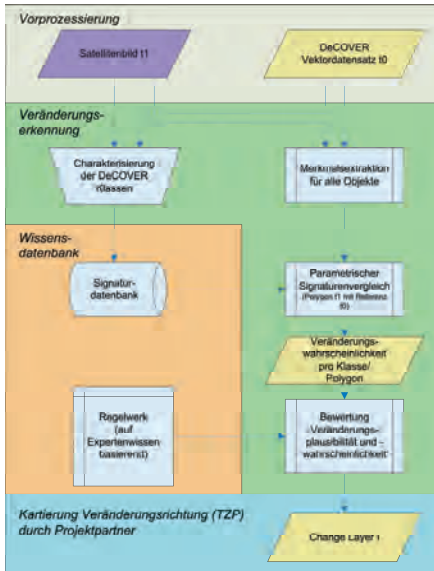 Vorprozessierung
Satellitenbild t1
DeCOVER
Vektordatensatz t0
Veränderungs-
erkennung
Charakterisierung
der DeCOVER
Klassen
Merkmalsextraktion
für alle Objekte
Wissens-
datenbank
Signatur-
datenbank
Parametrischer
Signaturenvergleich
(Polygon t1 mit Referenz
t0)
Veränderungs-
wahrscheinlichkeit
pro Klasse/
Polygon
Regelwerk
(auf
Expertenwissen
basierend)
Bewertung
Veränderungs-
plausibilität und -
wahrscheinlichkeit
Kartierung Veränderungsrichtung (TZP)
durch Projektpartner
Change Layer